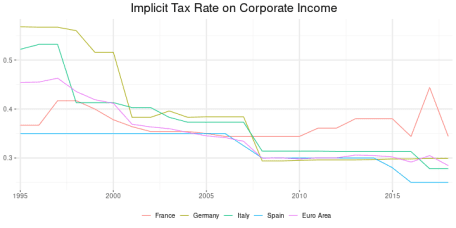 Implicit Tax Rate on Corporate Income
0.5
0.4
0.3
1995 2000 2005 2010 2015
France Germany Italy Spain Euro Area